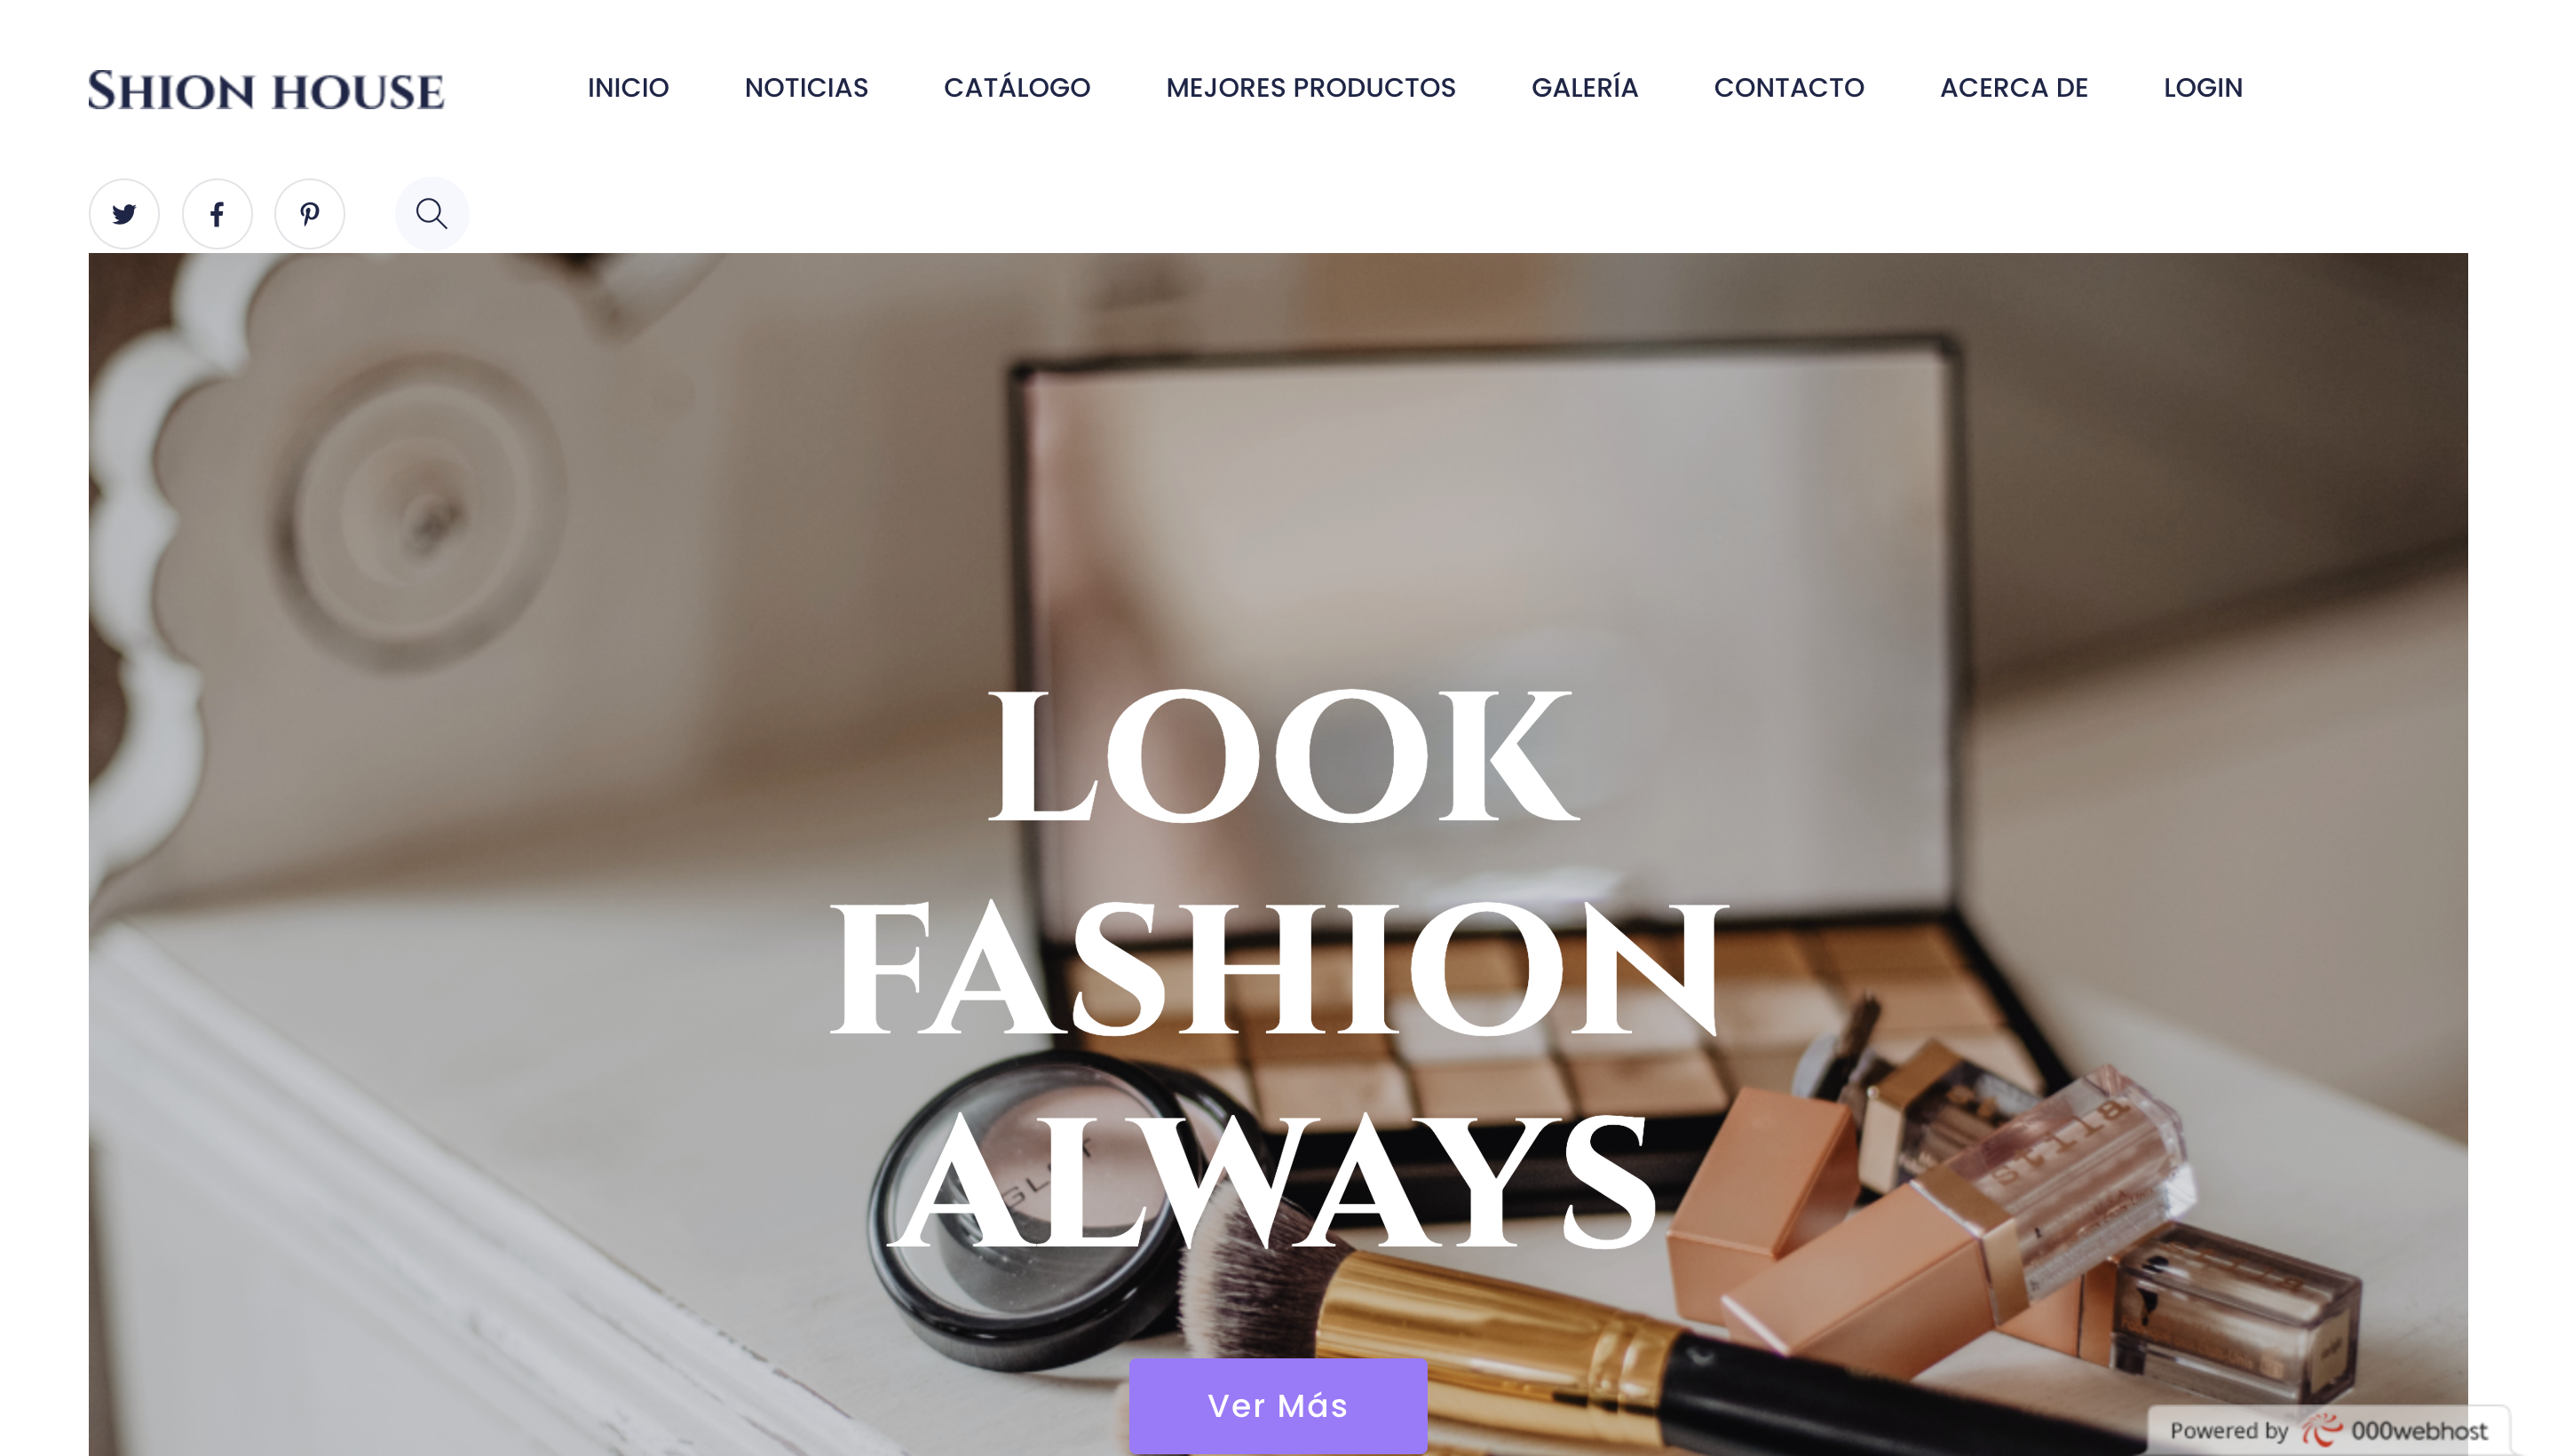 SHION HOUSE
INICIO NOTICIAS CATÁLOGO MEJORES PRODUCTOS GALERÍA CONTACTO ACERCA DE LOGIN
LOOK
FASHION
ALWAYS
stila
Ver Más
Powered by 000webhost